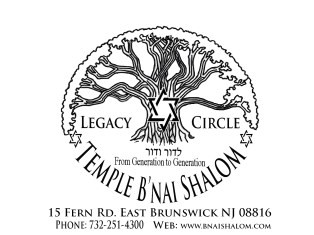 LEGACY CIRCLE
לדור ודור
From Generation to Generation
TEMPLE B'NAI SHALOM
15 FERN RD. EAST BRUNSWICK NJ 08816
PHONE: 732-251-4300 WEB: WWW.BNAISHALOM.COM